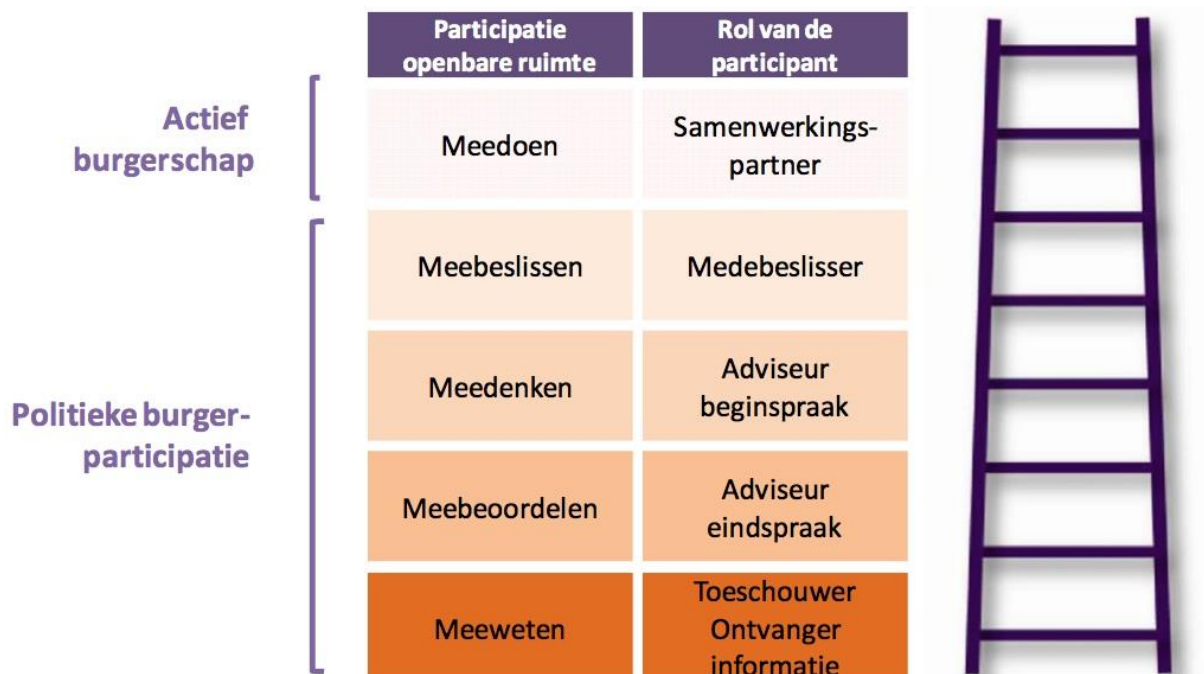 Participatie
openbare ruimte
Rol van de
participant
Actief
burgerschap
Meedoen
Samenwerkings-
partner
Politieke burger-
participatie
Meebeslissen
Medebeslisser
Meedenken
Adviseur
beginspraak
Meebeoordelen
Adviseur
eindspraak
Meeweten
Toeschouwer
Ontvanger
informatie